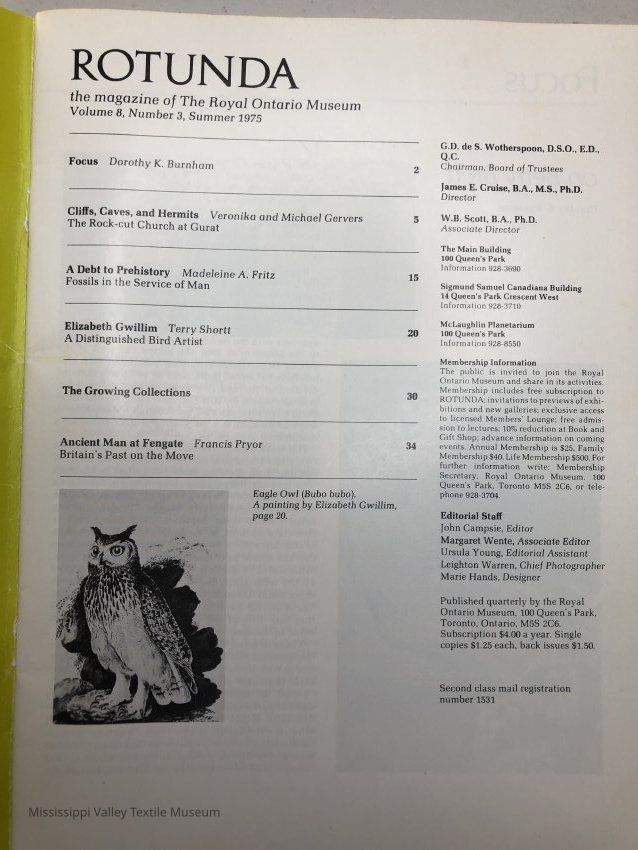 ROTUNDA
the magazine of The Royal Ontario Museum
Volume 8, Number 3, Summer 1975
Focus Dorothy K. Burnham 2
Cliffs, Caves, and Hermits Veronika and Michael Gervers 5
The Rock-cut Church at Gurat
A Debt to Prehistory Madeleine A. Fritz 15
Fossils in the Service of Man
Elizabeth Gwillim Terry Shortt 20
A Distinguished Bird Artist
The Growing Collections 30
Ancient Man at Fengate Francis Pryor 34
Britain's Past on the Move
Eagle Owl (Bubo bubo).
A painting by Elizabeth Gwillim,
page 20.
G.D. de S. Wotherspoon, D.S.O., E.D.,
Q.C.
Chairman, Board of Trustees
James E. Cruise, B.A., M.S., Ph.D.
Director
W.B. Scott, B.A., Ph.D.
Associate Director
The Main Building
100 Queen's Park
Information 928-3690
Sigmund Samuel Canadiana Building
14 Queen's Park Crescent West
Information 928-3710
McLaughlin Planetarium
100 Queen's Park
Information 928-8550
Membership Information
The public is invited to join the Royal
Ontario Museum and share in its activities.
Membership includes free subscription to
ROTUNDA; invitations to previews of exhi-
bitions and new galleries; exclusive access
to licensed Members' Lounge; free admis-
sion to lectures; 10% reduction at Book and
Gift Shop; advance information on coming
events. Annual Membership is $25, Family
Membership $40, Life Membership $500. For
further information write: Membership
Secretary, Royal Ontario Museum, 100
Queen's Park, Toronto M5S 2C6, or tele-
phone 928-3704.
Editorial Staff
John Campsie, Editor
Margaret Wente, Associate Editor
Ursula Young, Editorial Assistant
Leighton Warren, Chief Photographer
Marie Hands, Designer
Published quarterly by the Royal
Ontario Museum, 100 Queen's Park,
Toronto, Ontario, M5S 2C6.
Subscription $4.00 a year. Single
copies $1.25 each, back issues $1.50.
Second class mail registration
number 1531
Mississippi Valley Textile Museum